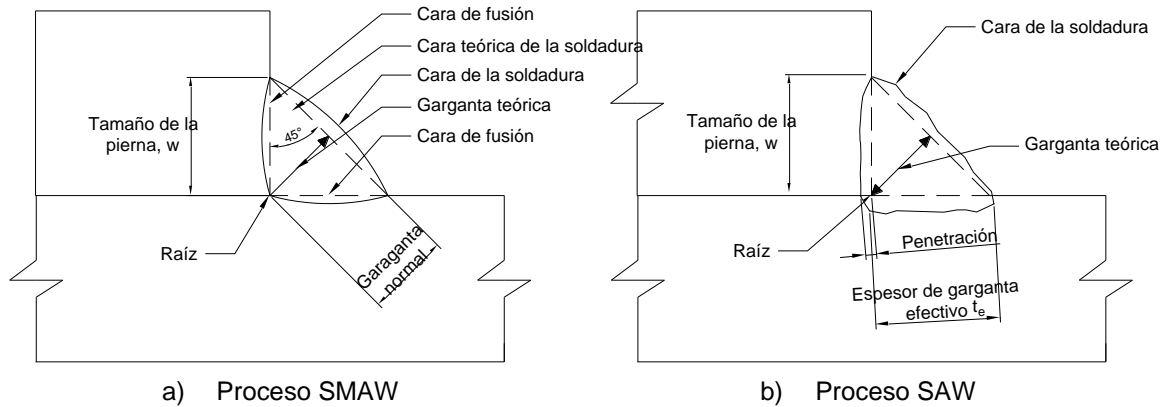 Cara de fusión
Cara teórica de la soldadura
Cara de la soldadura
Garganta teórica
Cara de fusión
Tamaño de la
pierna, w
45°
Raíz
Garaganta
normal
a) Proceso SMAW
Cara de la soldadura
Tamaño de la
pierna, w
Garganta teórica
Raíz
Penetración
Espesor de garganta
efectivo te
b) Proceso SAW